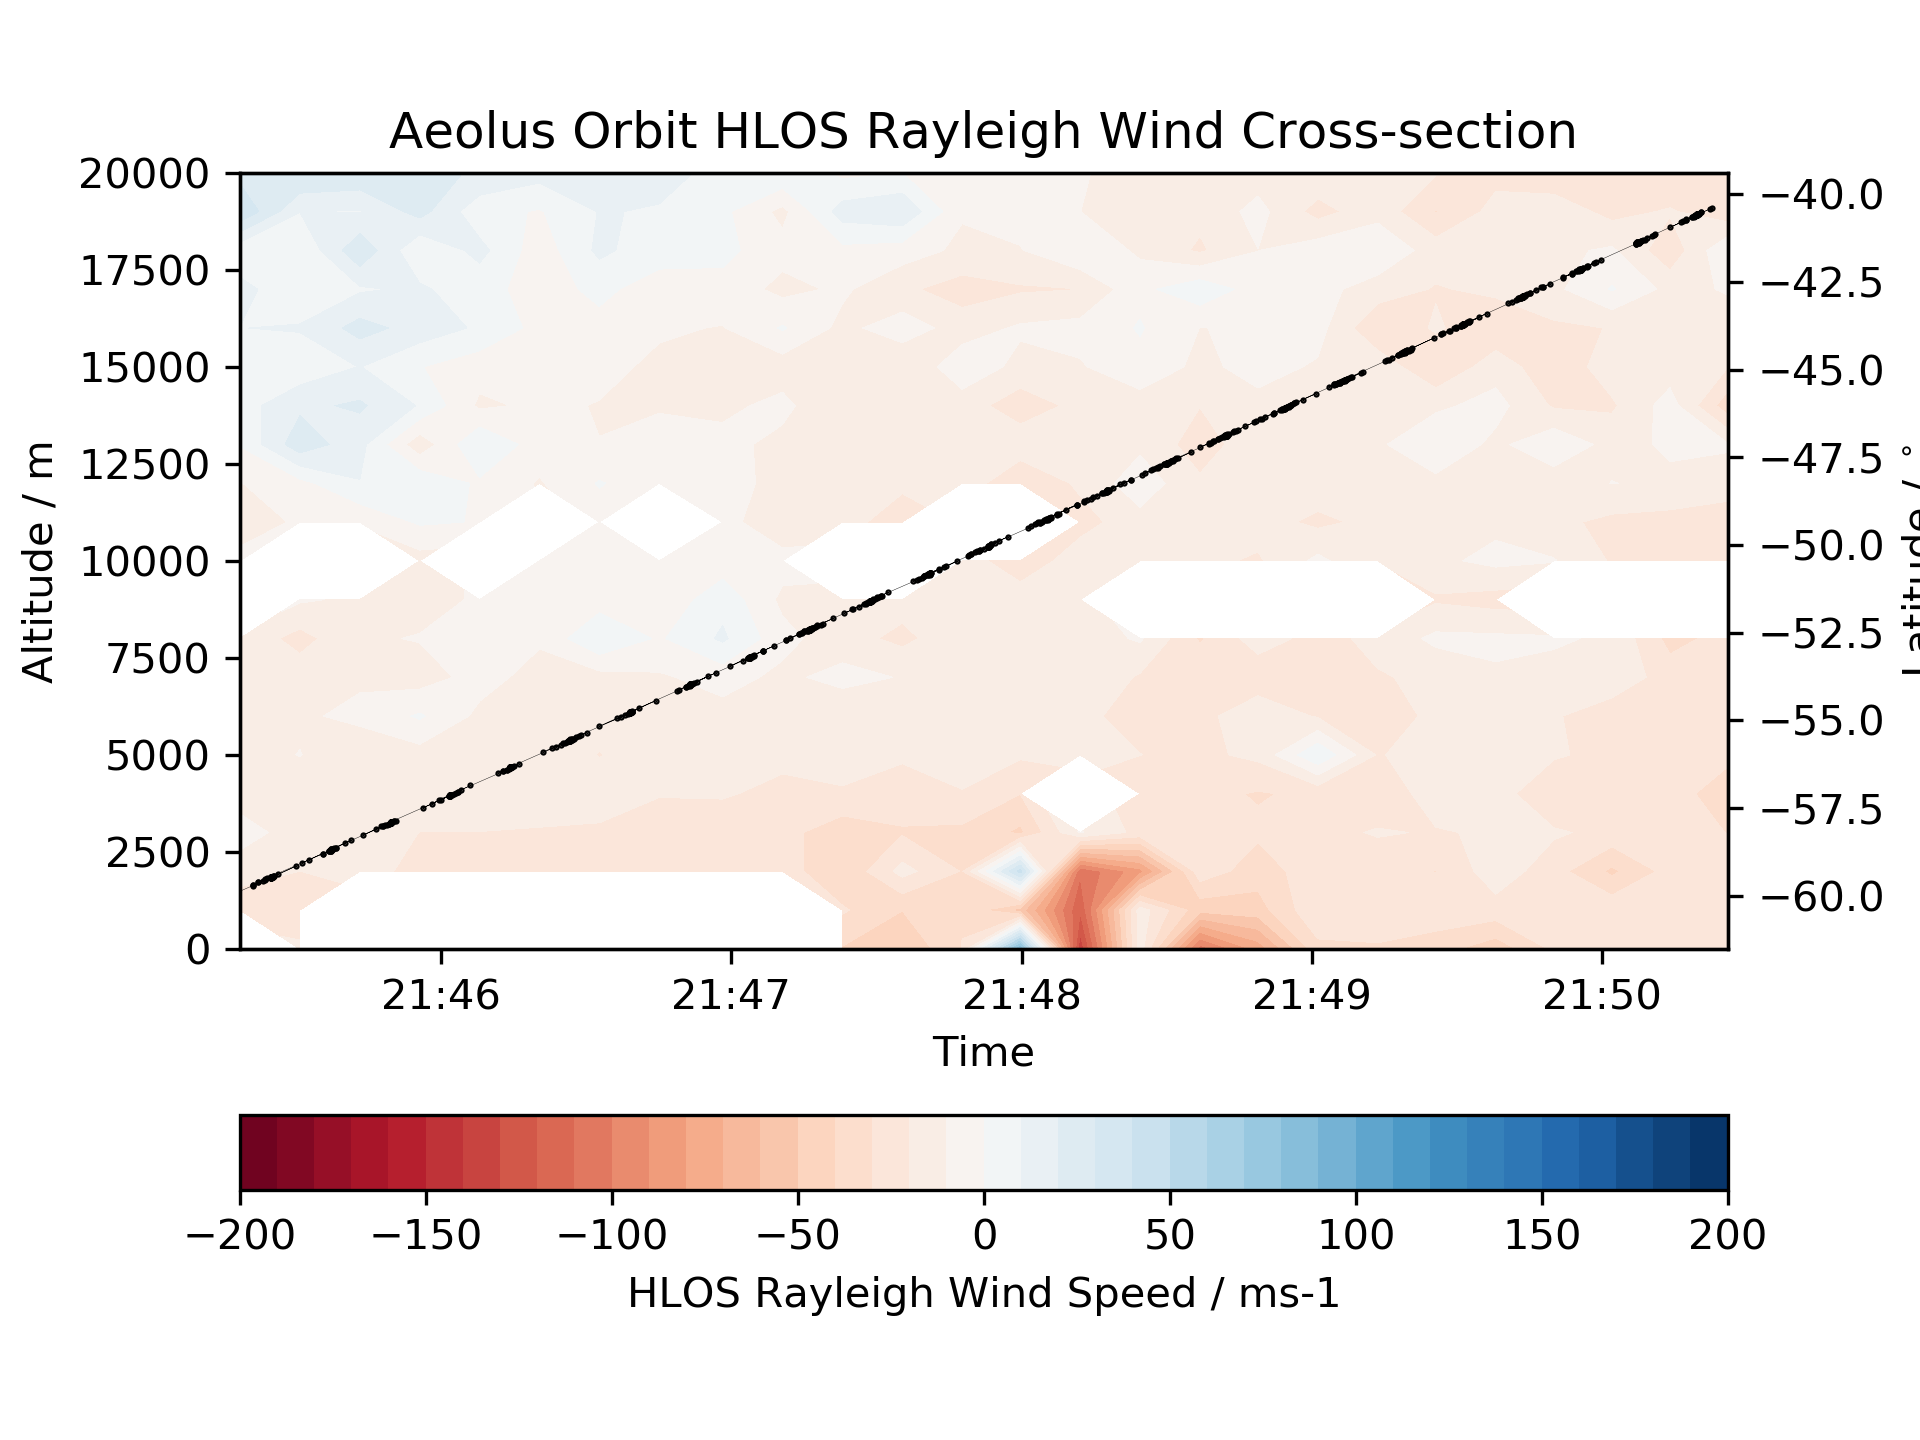 Aeolus Orbit HLOS Rayleigh Wind Cross-section
20000
17500
15000
12500
10000
7500
5000
2500
0
Altitude / m
−40.0
−42.5
−45.0
−47.5
−50.0
−52.5
−55.0
−57.5
−60.0
Latitude / °
21:46 21:47 21:48 21:49 21:50
Time
−200 −150 −100 −50 0 50 100 150 200
HLOS Rayleigh Wind Speed / ms-1